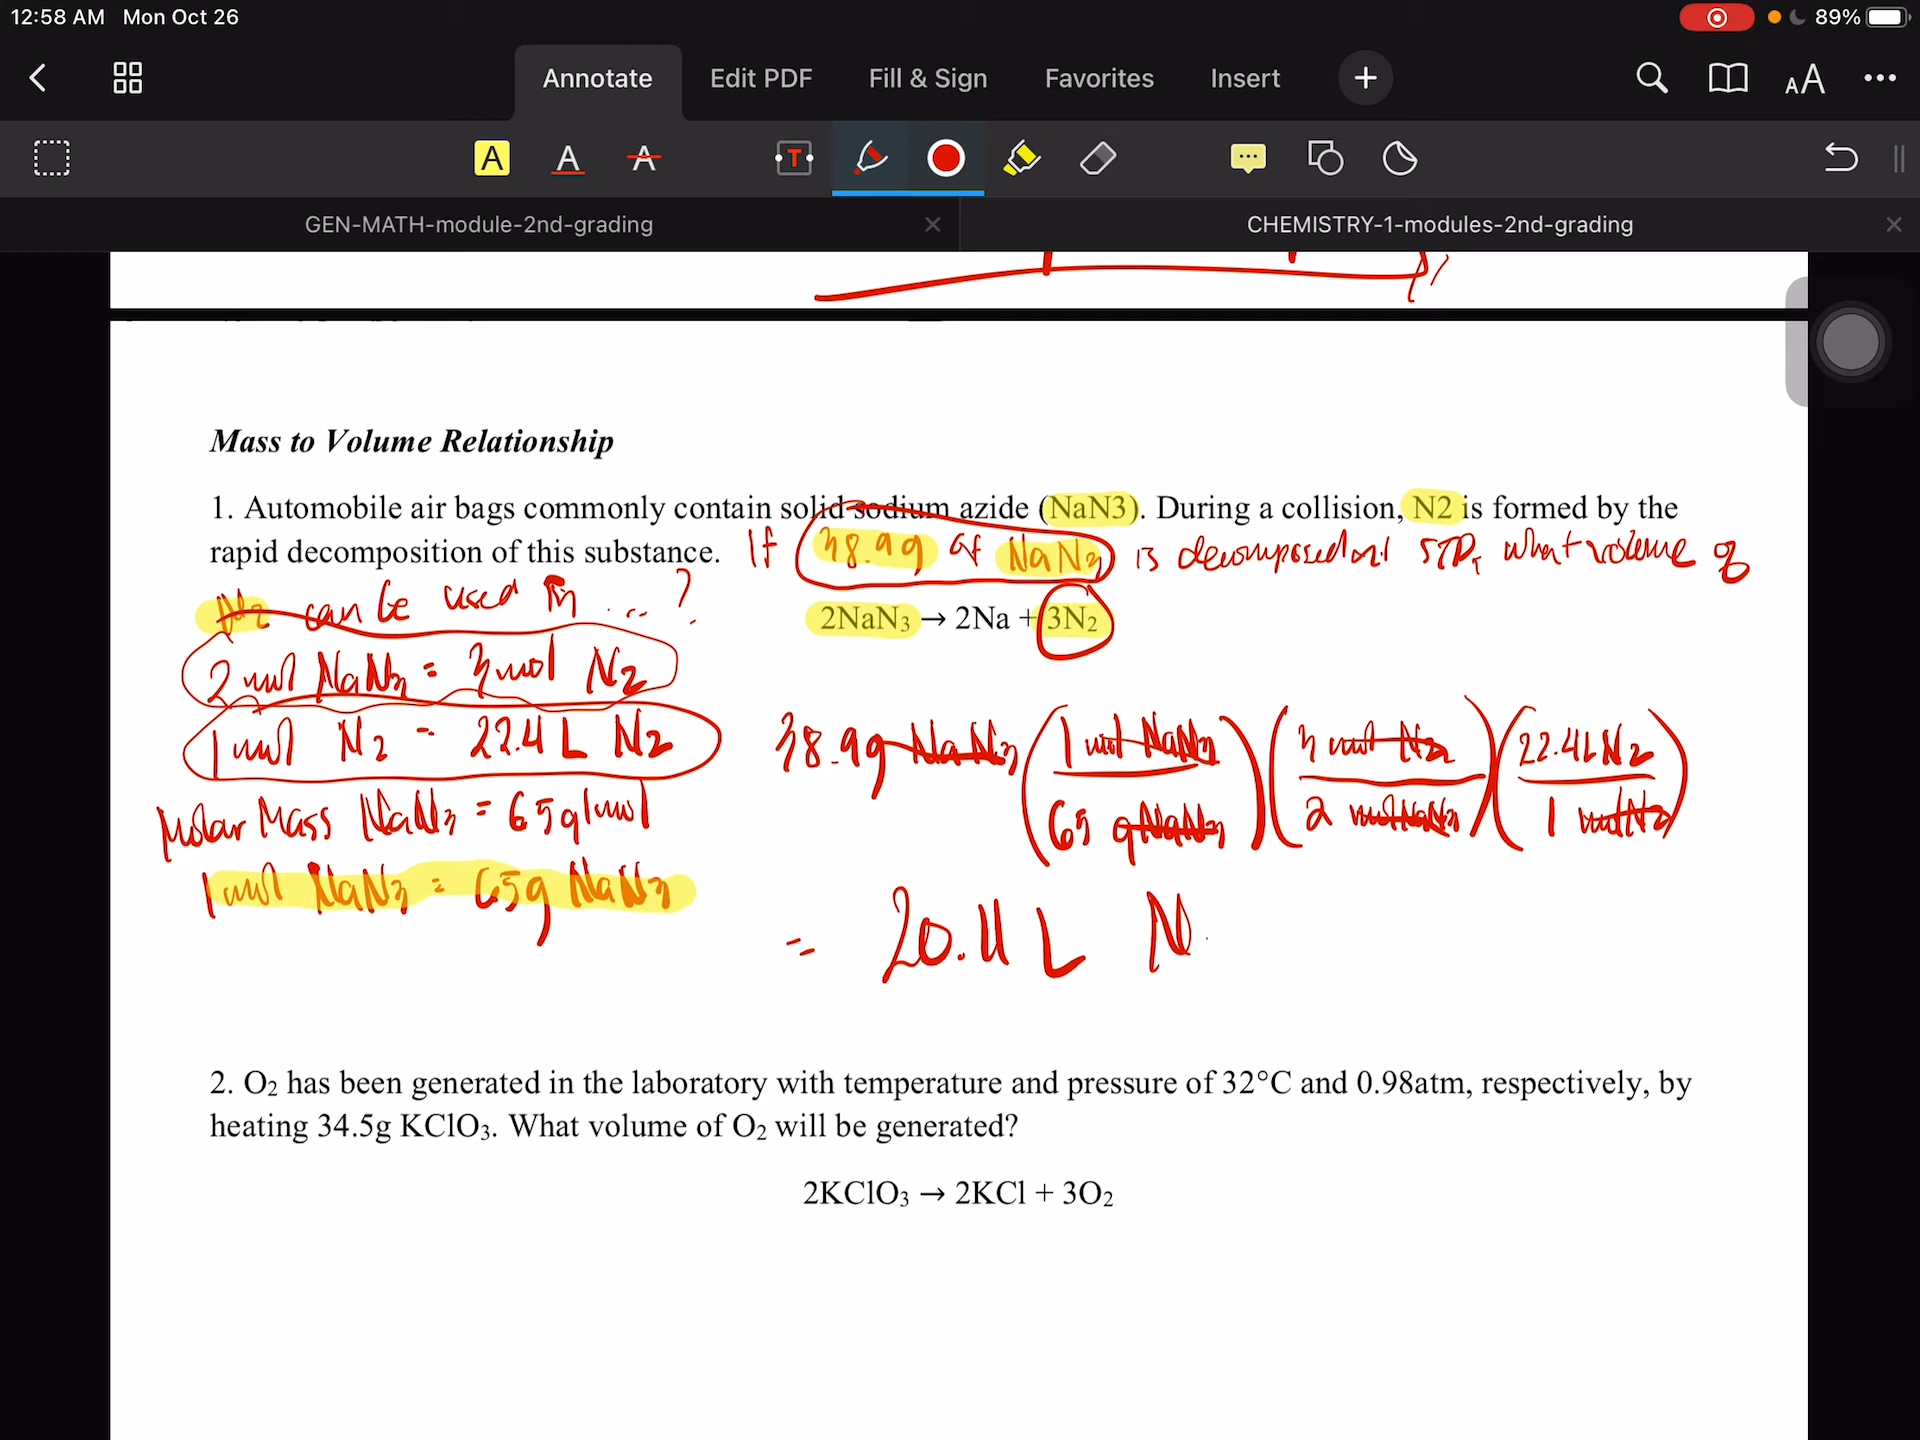 12:58 AM Mon Oct 26 89%
Annotate Edit PDF Fill & Sign Favorites Insert
GEN-MATH-module-2nd-grading CHEMISTRY-1-modules-2nd-grading
Mass to Volume Relationship
1. Automobile air bags commonly contain solid sodium azide (NaN3). During a collision, N2 is formed by the
rapid decomposition of this substance. If 38.9g of NaN3 is decomposed at STP, what volume of
N2 can be used in ...?
2NaN3 → 2Na + 3N2
2 mol NaN3 = 3 mol N2
1 mol N2 = 22.4 L N2
38.9g NaN3 (1 mol NaN3 / 65 g NaN3) (3 mol N2 / 2 mol NaN3) (22.4 L N2 / 1 mol N2)
Molar Mass NaN3 = 65g/mol
1 mol NaN3 = 65g NaN3
= 20.11 L N
2. O2 has been generated in the laboratory with temperature and pressure of 32°C and 0.98atm, respectively, by
heating 34.5g KClO3. What volume of O2 will be generated?
2KClO3 → 2KCl + 3O2